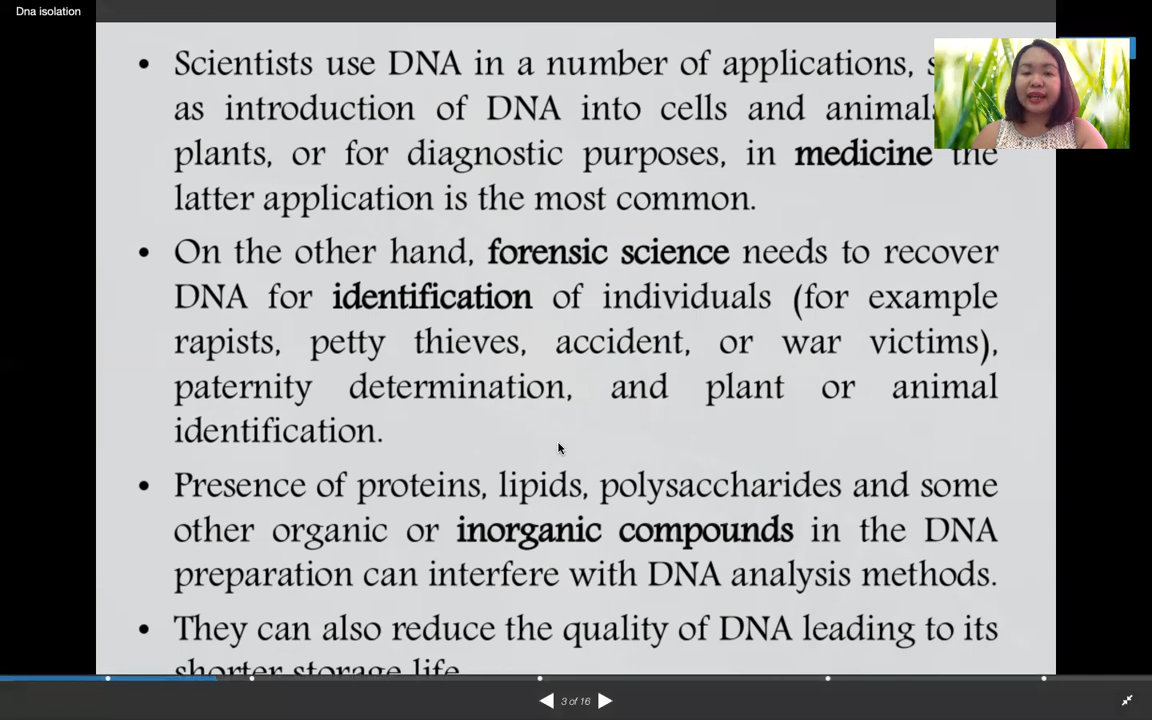 Dna isolation
• Scientists use DNA in a number of applications,
as introduction of DNA into cells and
plants, or for diagnostic purposes, in medicine the
latter application is the most common.
• On the other hand, forensic science needs to recover
DNA for identification of individuals (for example
rapists, petty thieves, accident, or war victims),
paternity determination, and plant or animal
identification.
• Presence of proteins, lipids, polysaccharides and some
other organic or inorganic compounds in the DNA
preparation can interfere with DNA analysis methods.
• They can also reduce the quality of DNA leading to its
shorter storage life
3 of 16